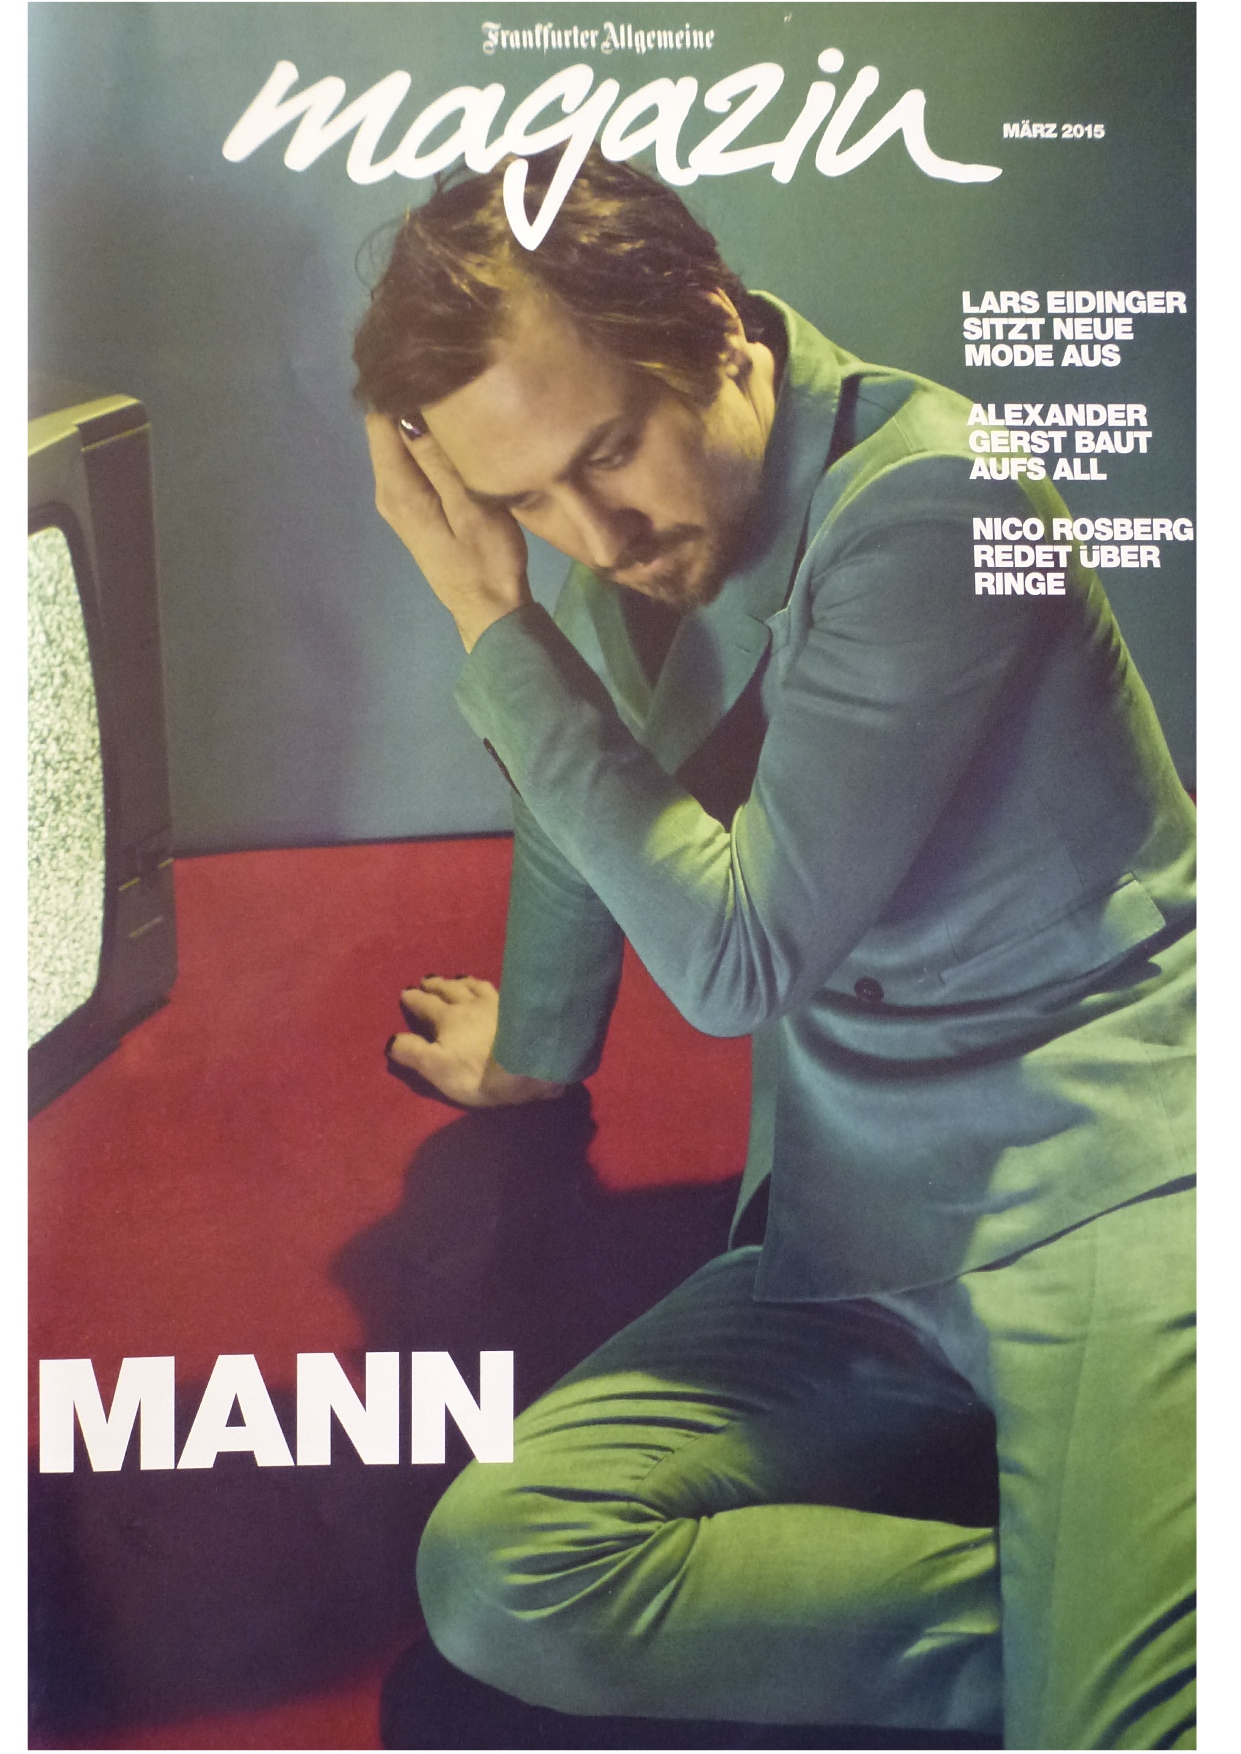 Frankfurter Allgemeine
magazin
MÄRZ 2015
LARS EIDINGER
SITZT NEUE
MODE AUS
ALEXANDER
GERST BAUT
AUFS ALL
NICO ROSBERG
REDET ÜBER
RINGE
MANN